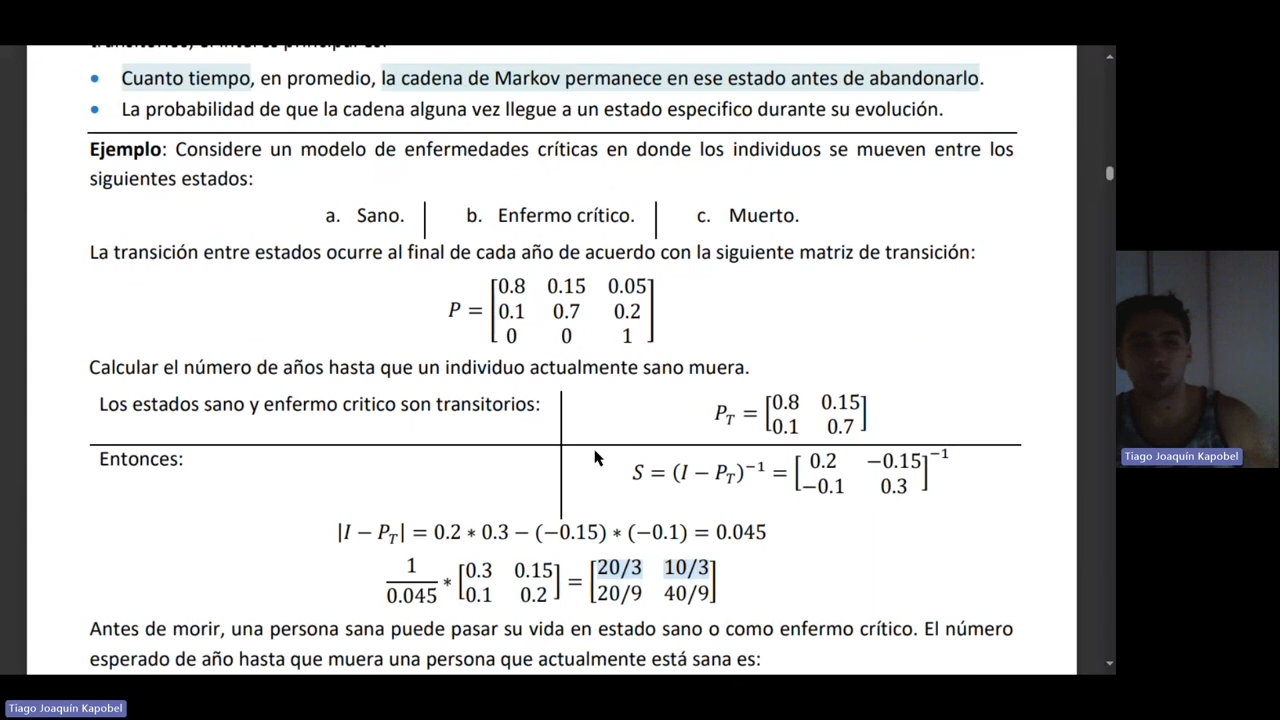 Cuanto tiempo, en promedio, la cadena de Markov permanece en ese estado antes de abandonarlo.
La probabilidad de que la cadena alguna vez llegue a un estado especifico durante su evolución.
Ejemplo: Considere un modelo de enfermedades críticas en donde los individuos se mueven entre los
siguientes estados:
a. Sano. b. Enfermo crítico. c. Muerto.
La transición entre estados ocurre al final de cada año de acuerdo con la siguiente matriz de transición:
P = [0.8 0.15 0.05
0.1 0.7 0.2
0 0 1]
Calcular el número de años hasta que un individuo actualmente sano muera.
Los estados sano y enfermo critico son transitorios:
P_T = [0.8 0.15
0.1 0.7]
Entonces:
S = (I − P_T)^−1 = [0.2 −0.15
−0.1 0.3]^−1
|I − P_T| = 0.2 ∗ 0.3 − (−0.15) ∗ (−0.1) = 0.045
1/0.045 ∗ [0.3 0.15
0.1 0.2] = [20/3 10/3
20/9 40/9]
Antes de morir, una persona sana puede pasar su vida en estado sano o como enfermo crítico. El número
esperado de año hasta que muera una persona que actualmente está sana es:
Tiago Joaquín Kapobel
Tiago Joaquín Kapobel